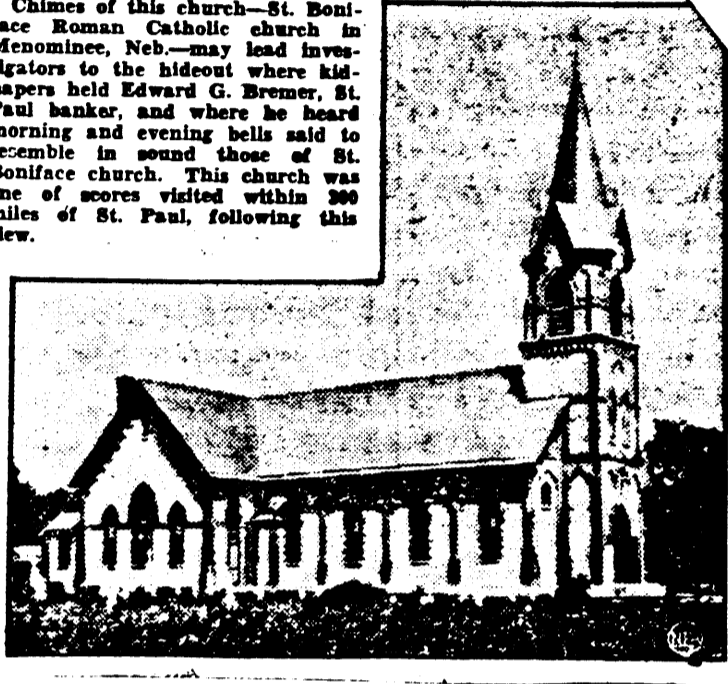 Chimes of this church—St. Boni-
ace Roman Catholic church in
Menominee, Neb.—may lead inves-
igators to the hideout where kid-
apers held Edward G. Bremer, St.
Paul banker, and where he heard
morning and evening bells said to
esemble in sound those of St.
Boniface church. This church was
ne of scores visited within 300
miles of St. Paul, following this
lew.